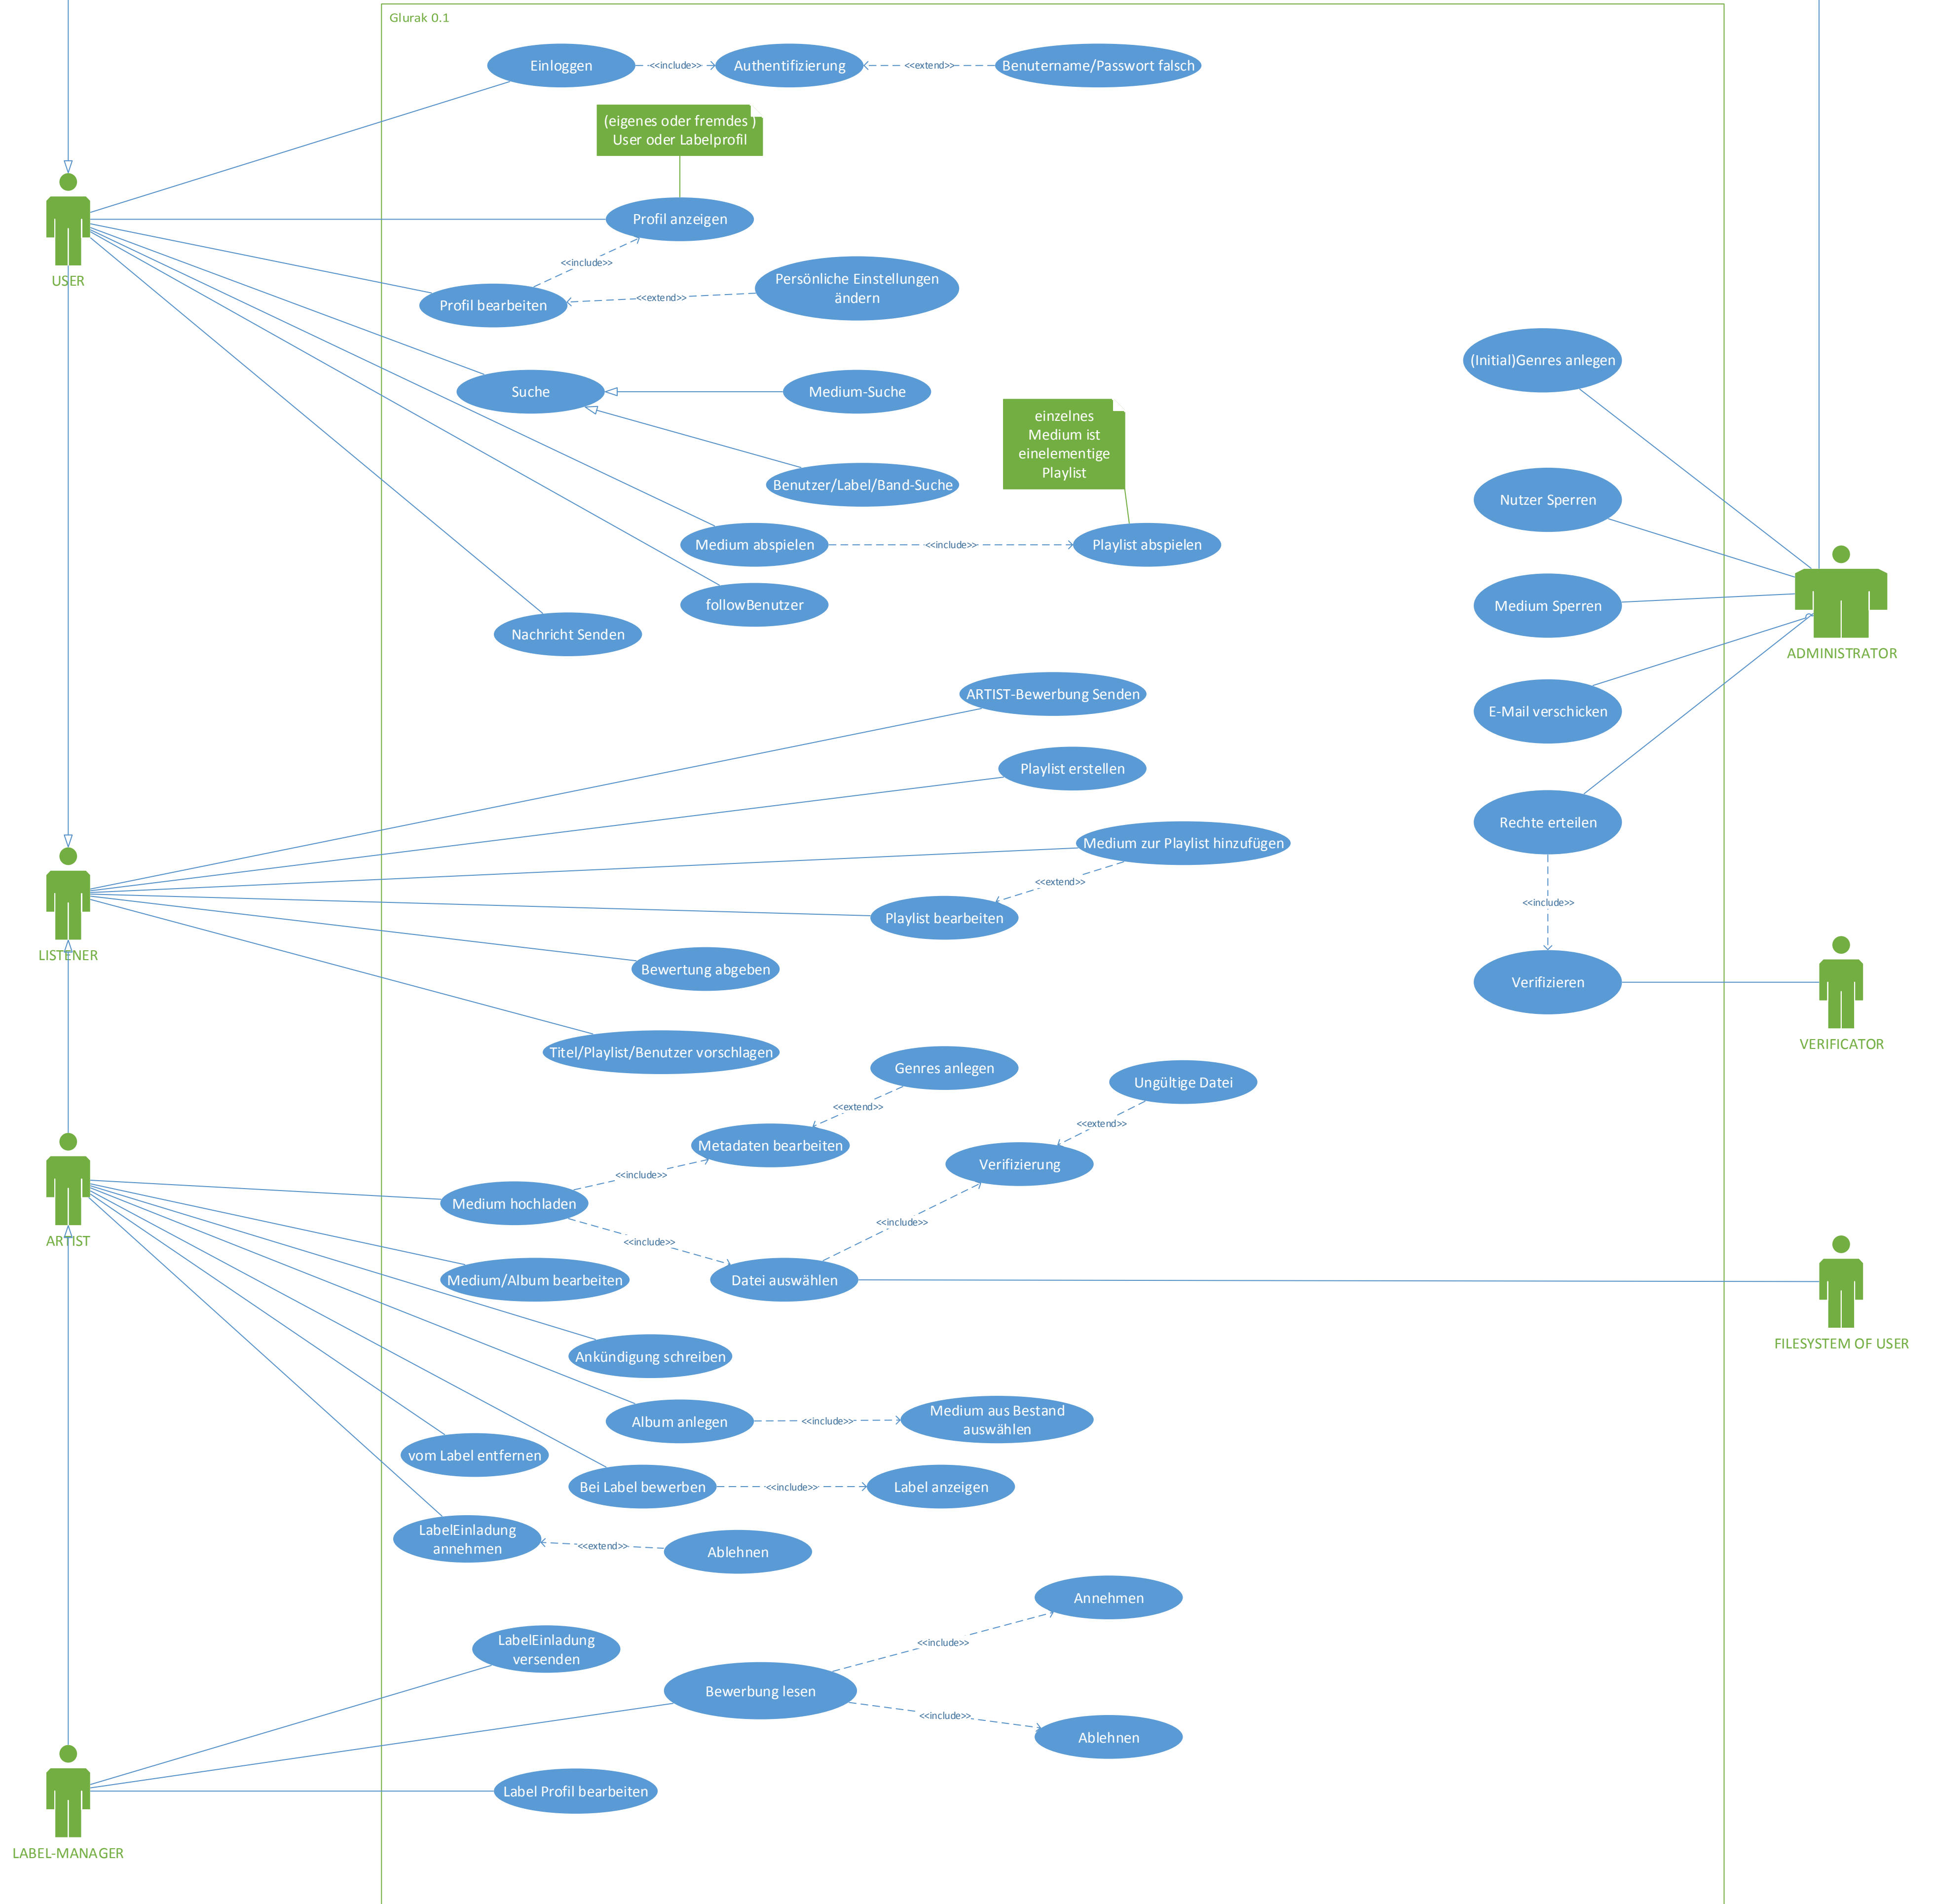 Glurak 0.1
Einloggen
<<include>>
Authentifizierung
<<extend>>
Benutername/Passwort falsch
(eigenes oder fremdes )
User oder Labelprofil
USER
Profil anzeigen
<<include>>
Profil bearbeiten
<<extend>>
Persönliche Einstellungen
ändern
(Initial)Genres anlegen
Suche
Medium-Suche
einzelnes
Medium ist
einelementige
Playlist
Benutzer/Label/Band-Suche
Nutzer Sperren
Medium abspielen
<<include>>
Playlist abspielen
followBenutzer
Medium Sperren
Nachricht Senden
ADMINISTRATOR
ARTIST-Bewerbung Senden
E-Mail verschicken
Playlist erstellen
Rechte erteilen
Medium zur Playlist hinzufügen
<<extend>>
<<include>>
Playlist bearbeiten
LISTENER
Bewertung abgeben
Verifizieren
VERIFICATOR
Titel/Playlist/Benutzer vorschlagen
Genres anlegen
Ungültige Datei
<<extend>>
<<extend>>
Metadaten bearbeiten
Verifizierung
<<include>>
Medium hochladen
<<include>>
<<include>>
ARTIST
Medium/Album bearbeiten
Datei auswählen
FILESYSTEM OF USER
Ankündigung schreiben
Album anlegen
<<include>>
Medium aus Bestand
auswählen
vom Label entfernen
Bei Label bewerben
<<include>>
Label anzeigen
LabelEinladung
annehmen
<<extend>>
Ablehnen
Annehmen
LabelEinladung
versenden
<<include>>
Bewerbung lesen
<<include>>
Ablehnen
Label Profil bearbeiten
LABEL-MANAGER